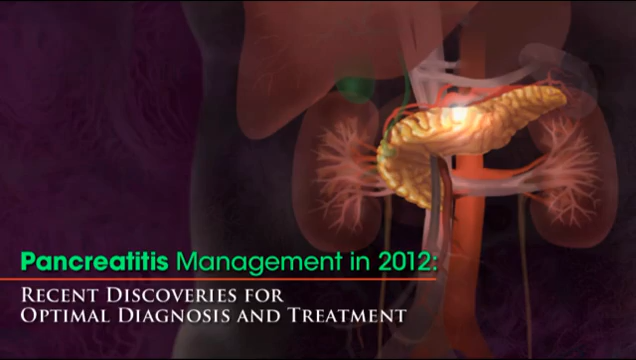 Pancreatitis Management in 2012:
Recent Discoveries for
Optimal Diagnosis and Treatment